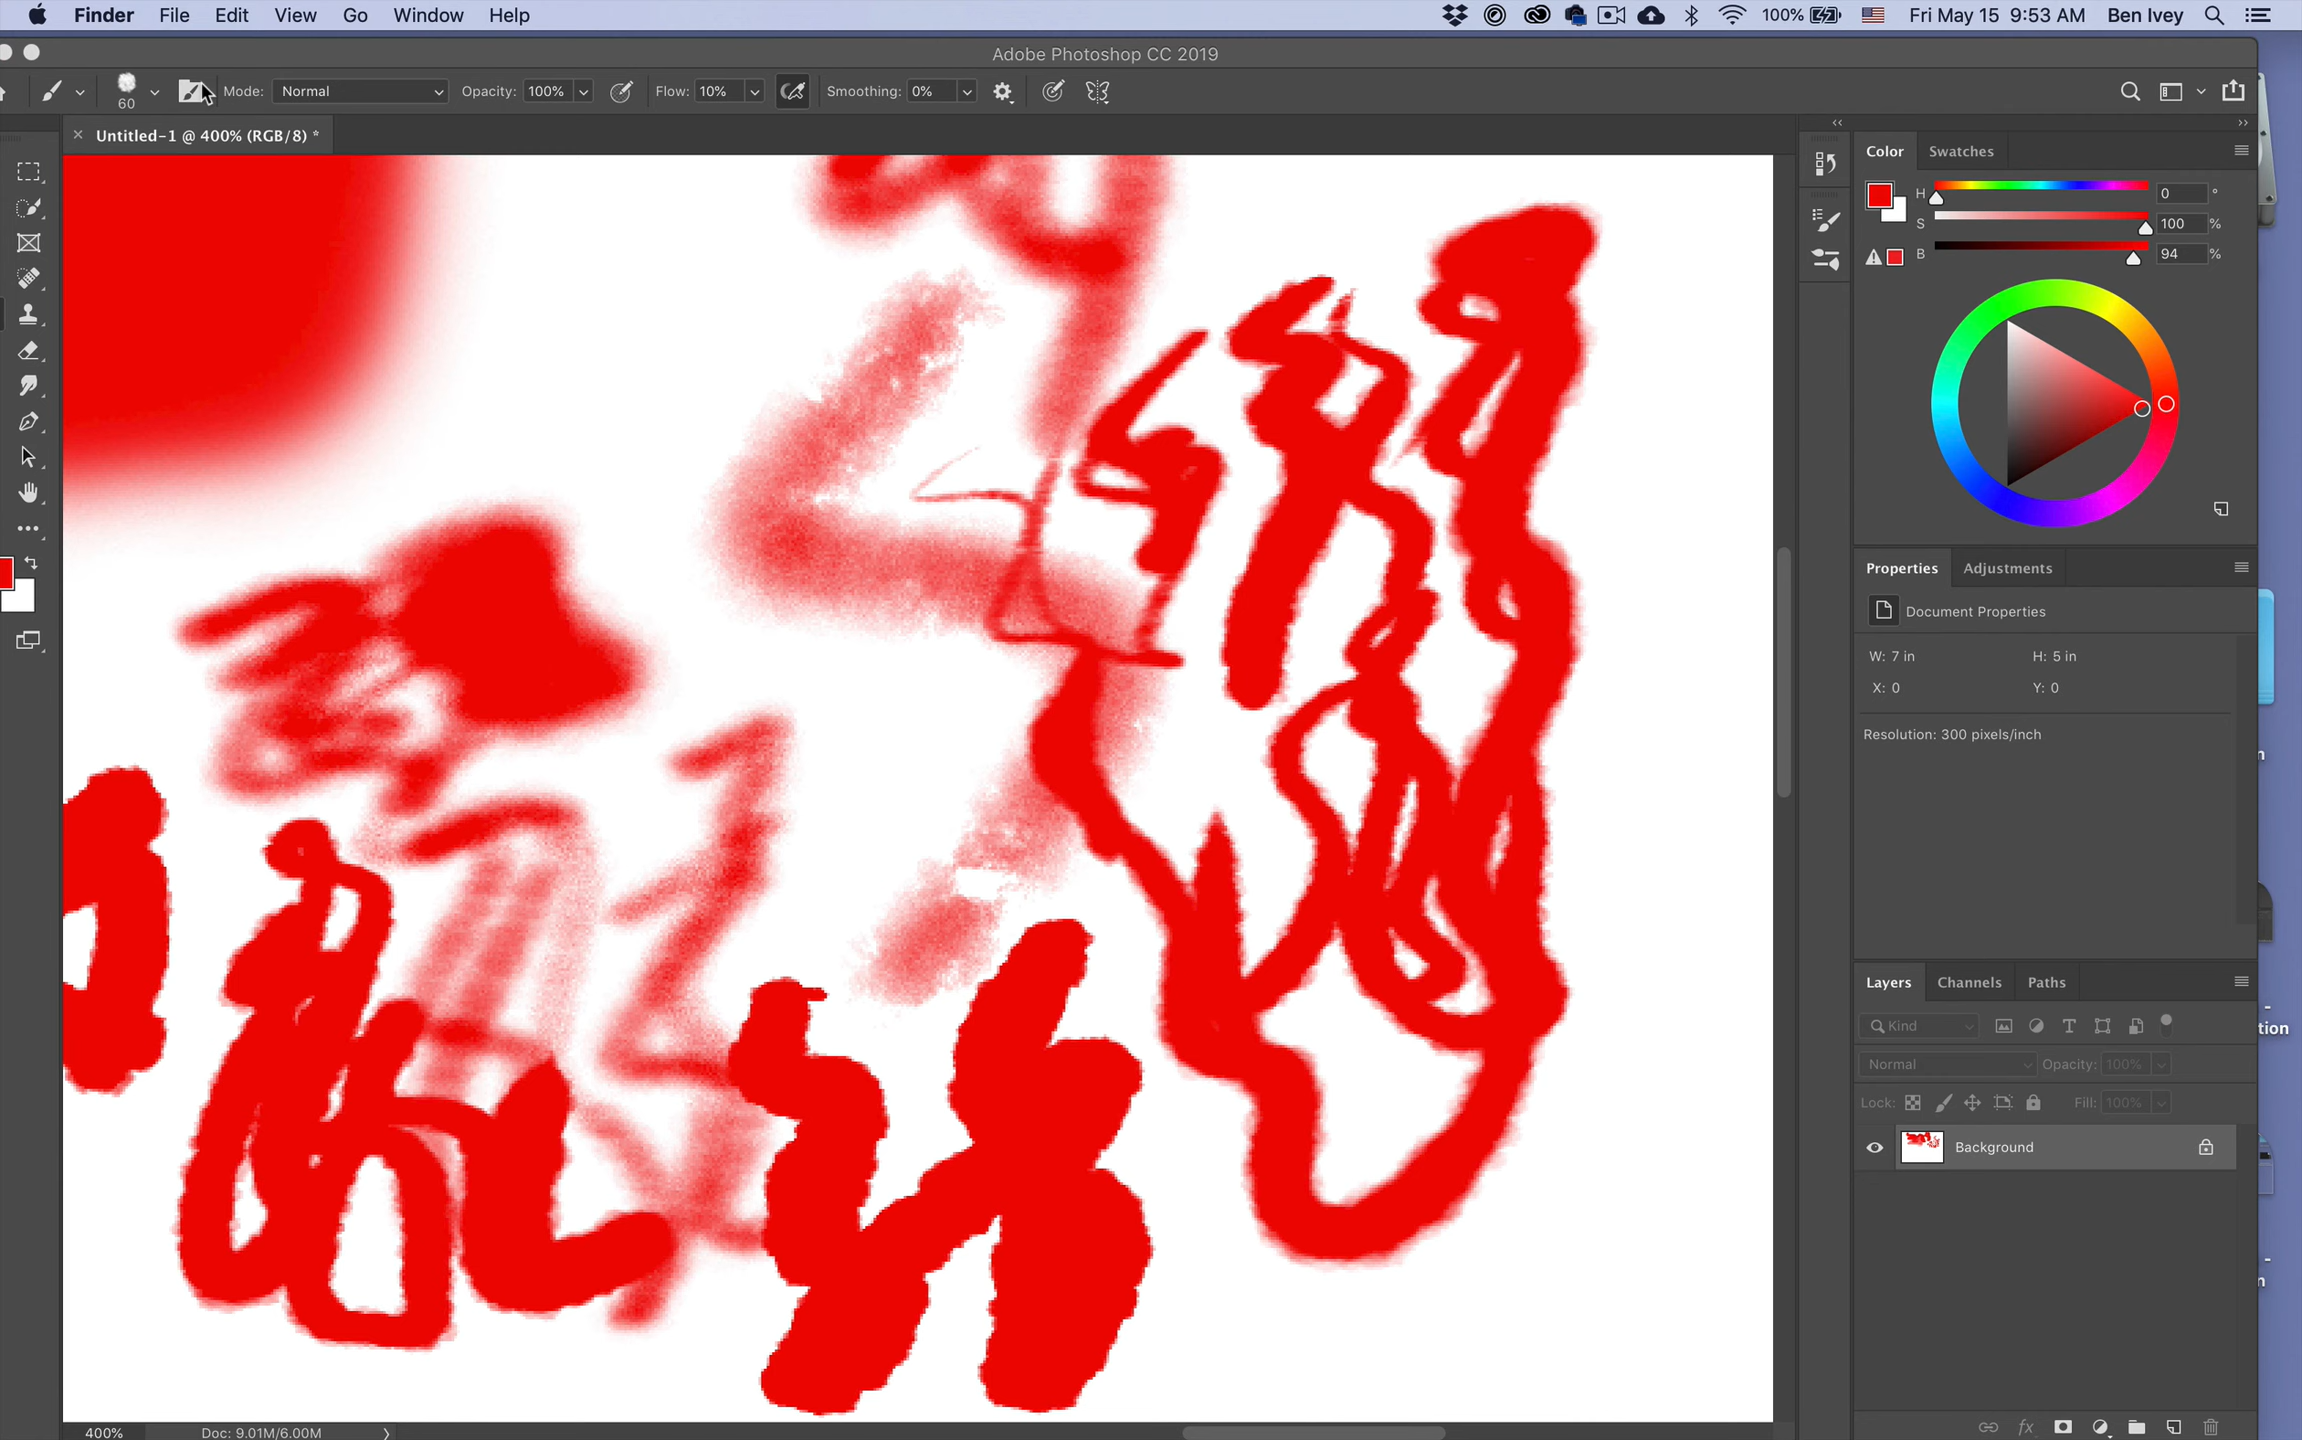 Finder File Edit View Go Window Help 100% Fri May 15 9:53 AM Ben Ivey
Adobe Photoshop CC 2019
60 Mode: Normal Opacity: 100% Flow: 10% Smoothing: 0%
Untitled-1 @ 400% (RGB/8) *
Color Swatches
H 0 °
S 100 %
B 94 %
Properties Adjustments
Document Properties
W: 7 in H: 5 in
X: 0 Y: 0
Resolution: 300 pixels/inch
Layers Channels Paths
Kind
Normal Opacity: 100%
Lock: Fill: 100%
Background
fx
400% Doc: 9.01M/6.00M